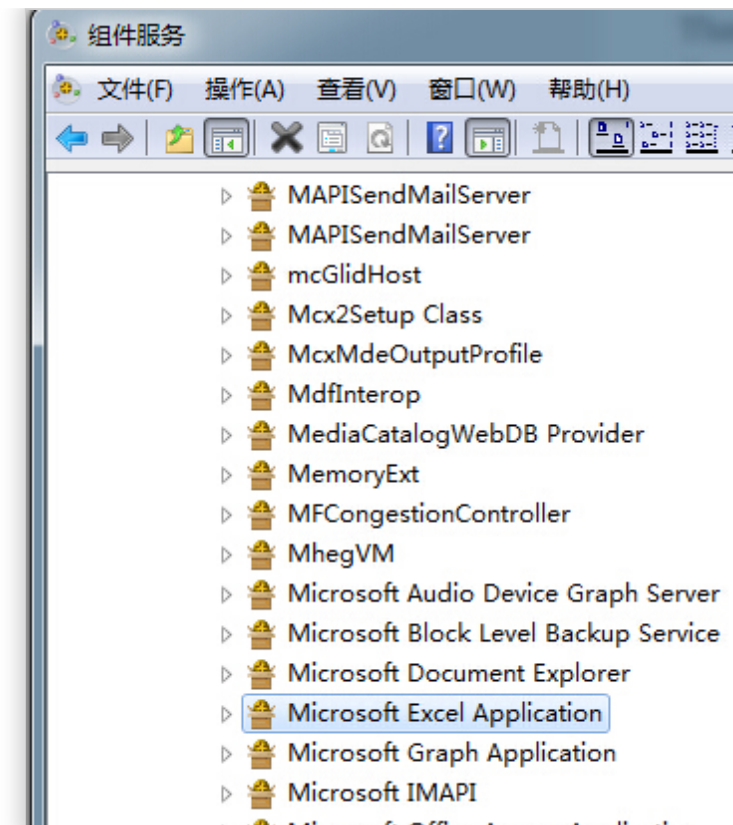 组件服务
文件(F) 操作(A) 查看(V) 窗口(W) 帮助(H)
MAPISendMailServer
MAPISendMailServer
mcGlidHost
Mcx2Setup Class
McxMdeOutputProfile
MdfInterop
MediaCatalogWebDB Provider
MemoryExt
MFCongestionController
MhegVM
Microsoft Audio Device Graph Server
Microsoft Block Level Backup Service
Microsoft Document Explorer
Microsoft Excel Application
Microsoft Graph Application
Microsoft IMAPI